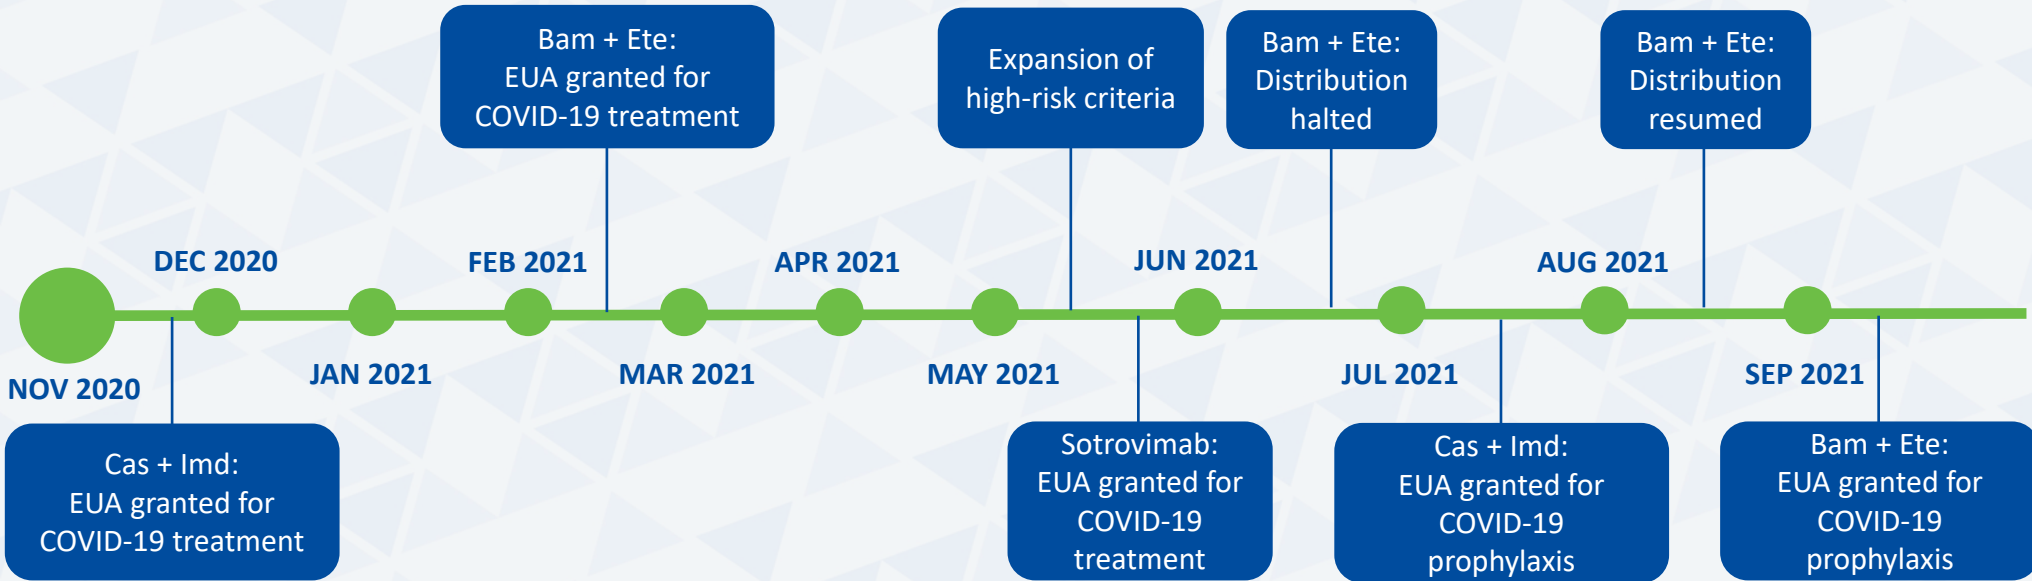 Bam + Ete:
EUA granted for
COVID-19 treatment
Expansion of
high-risk criteria
Bam + Ete:
Distribution
halted
Bam + Ete:
Distribution
resumed
DEC 2020
FEB 2021
APR 2021
JUN 2021
AUG 2021
NOV 2020
JAN 2021
MAR 2021
MAY 2021
JUL 2021
SEP 2021
Cas + Imd:
EUA granted for
COVID-19 treatment
Sotrovimab:
EUA granted for
COVID-19
treatment
Cas + Imd:
EUA granted for
COVID-19
prophylaxis
Bam + Ete:
EUA granted for
COVID-19
prophylaxis